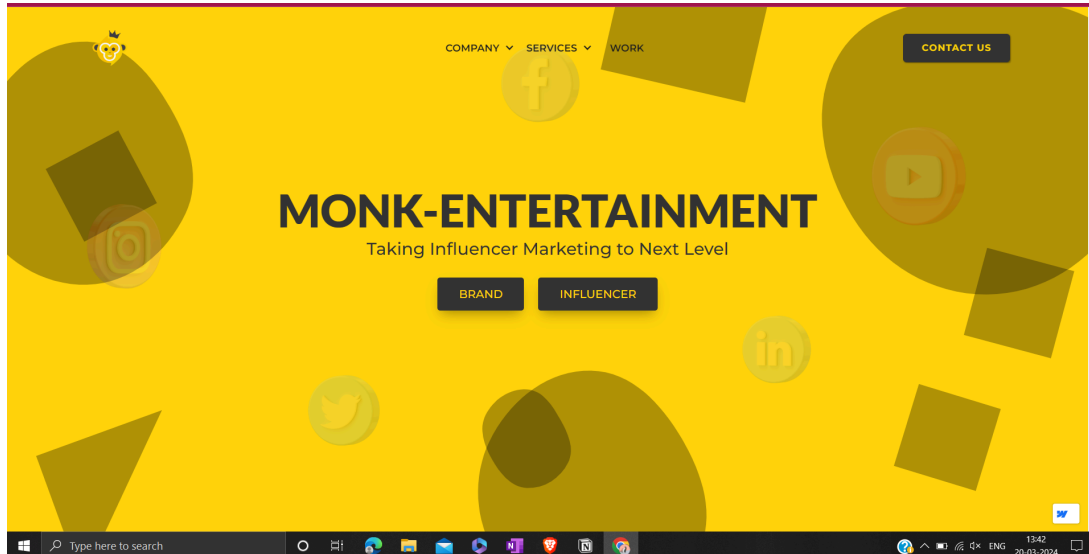 COMPANY SERVICES WORK
CONTACT US
MONK-ENTERTAINMENT
Taking Influencer Marketing to Next Level
BRAND INFLUENCER
Type here to search
ENG
13:42
20-03-2024